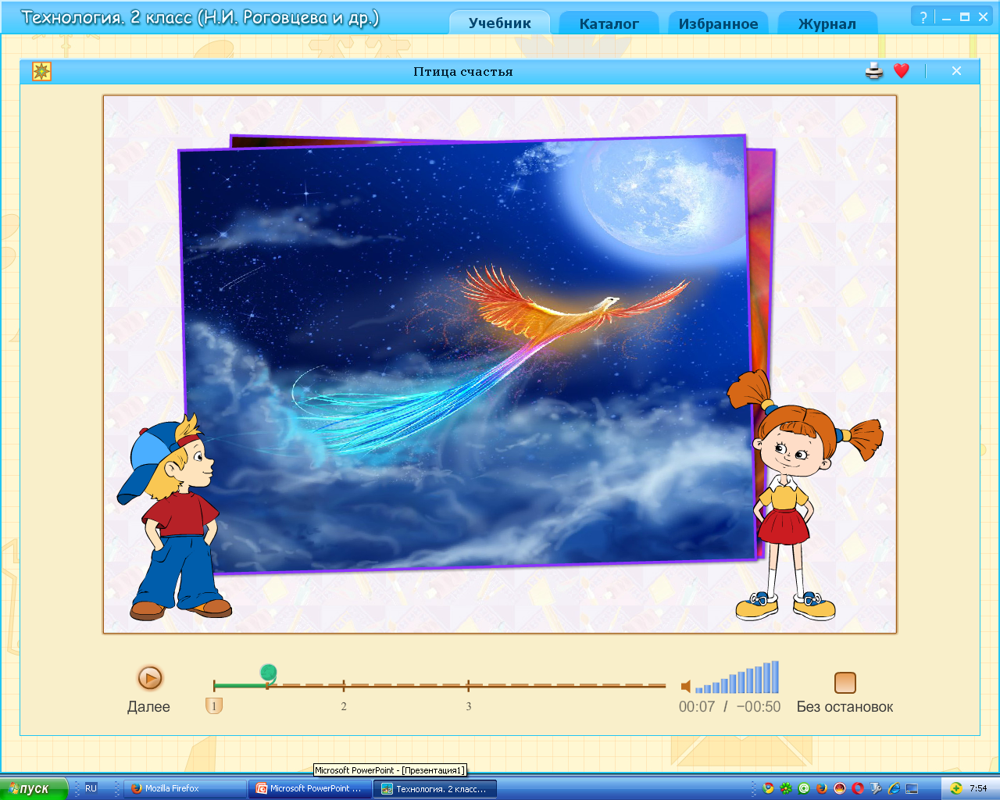 Технология. 2 класс (Н.И. Роговцева и др.)
Учебник
Каталог
Избранное
Журнал
?
Птица счастья
Далее
1
2
3
00:07 / −00:50
Без остановок
Microsoft PowerPoint - [Презентация1]
пуск
RU
Mozilla Firefox
Microsoft PowerPoint ...
Технология. 2 класс...
7:54